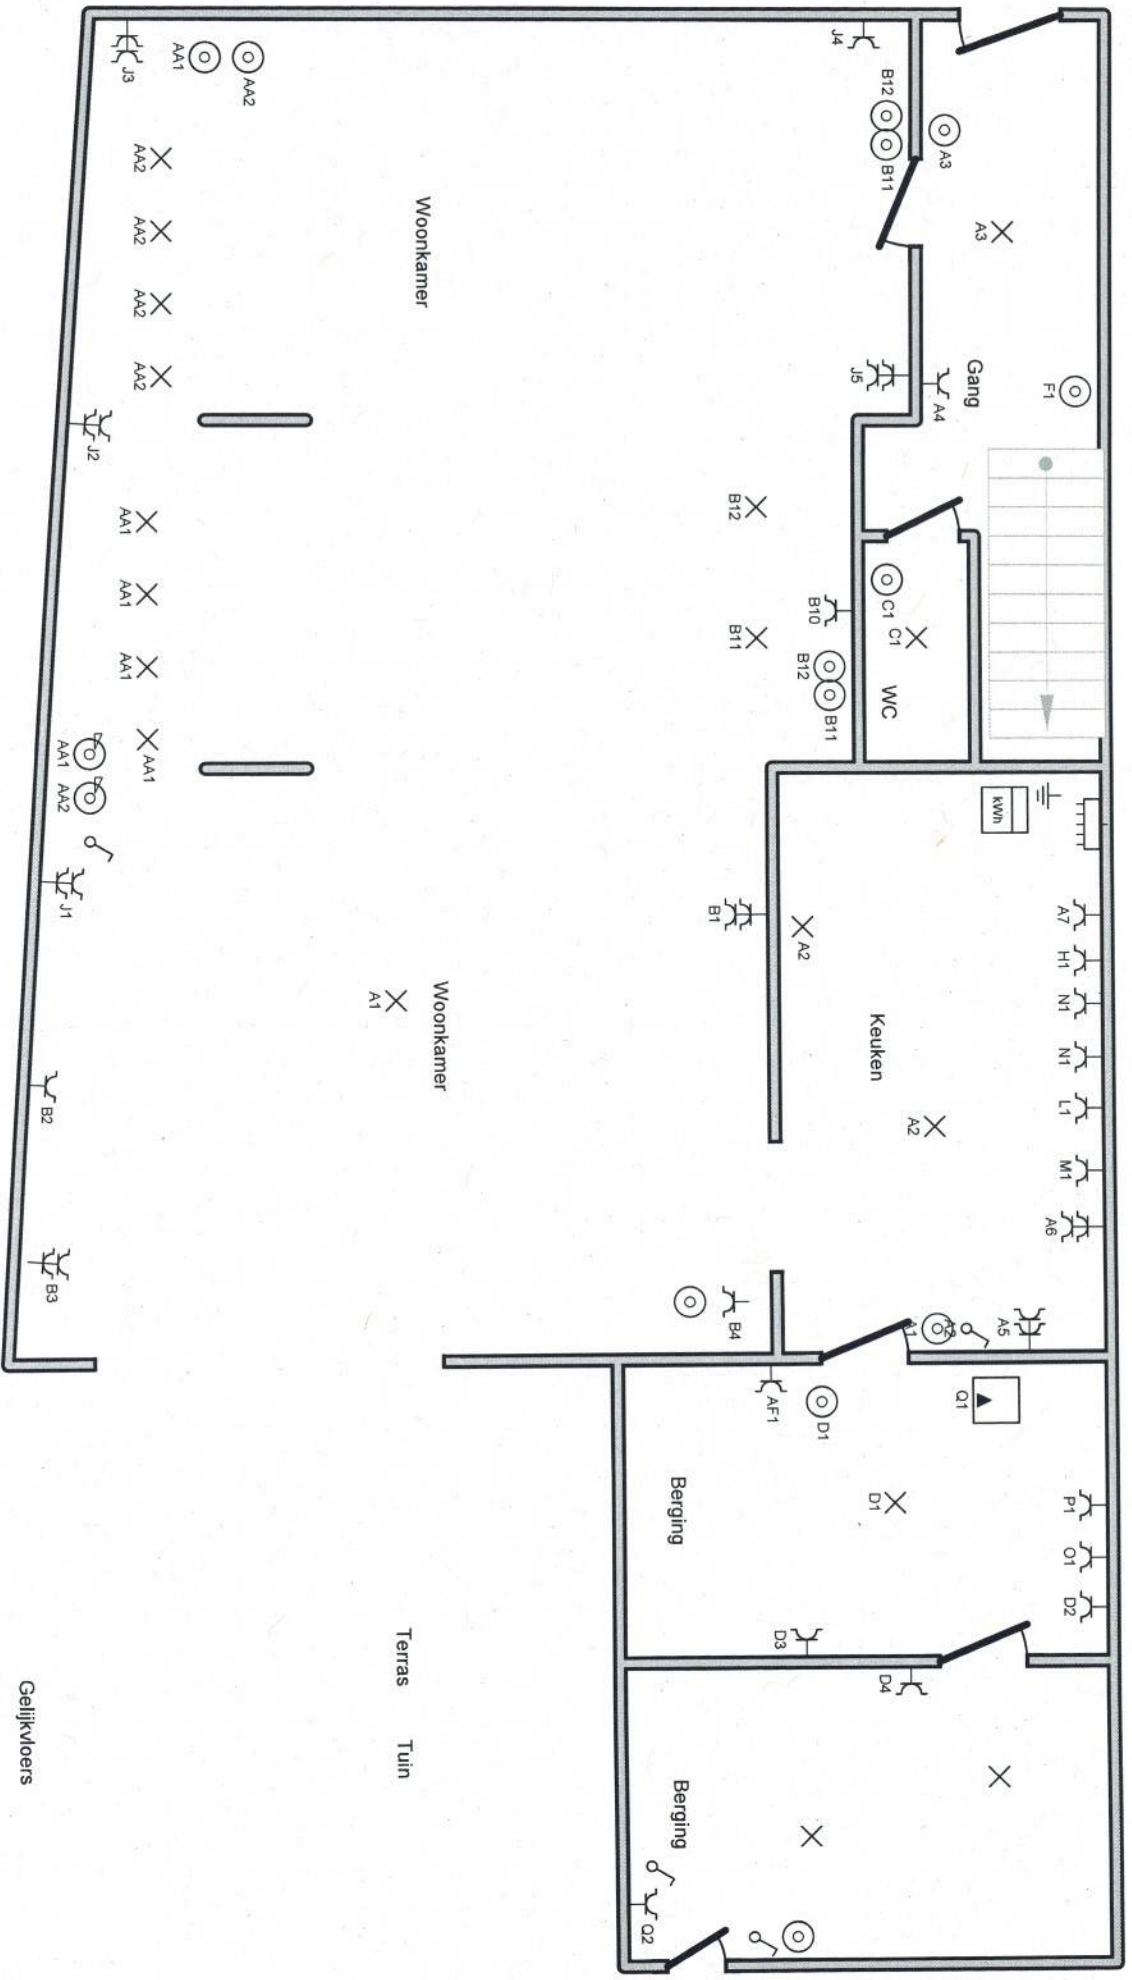 J3
AA1
AA2
J4
B12
B11
A3
A3
AA2
AA2
AA2
AA2
Woonkamer
J5
A4
Gang
F1
J2
B12
B11
B10
B12
B11
C1
C1
WC
AA1
AA1
AA1
AA1
AA1
AA2
J1
kWh
B1
A2
A7
H1
N1
N1
L1
M1
A6
Keuken
A2
Woonkamer
A1
B2
B3
B4
A1
A2
A5
AF1
D1
Q1
Berging
D1
P1
O1
D2
D3
D4
Terras
Tuin
Berging
Q2
Gelijkvloers